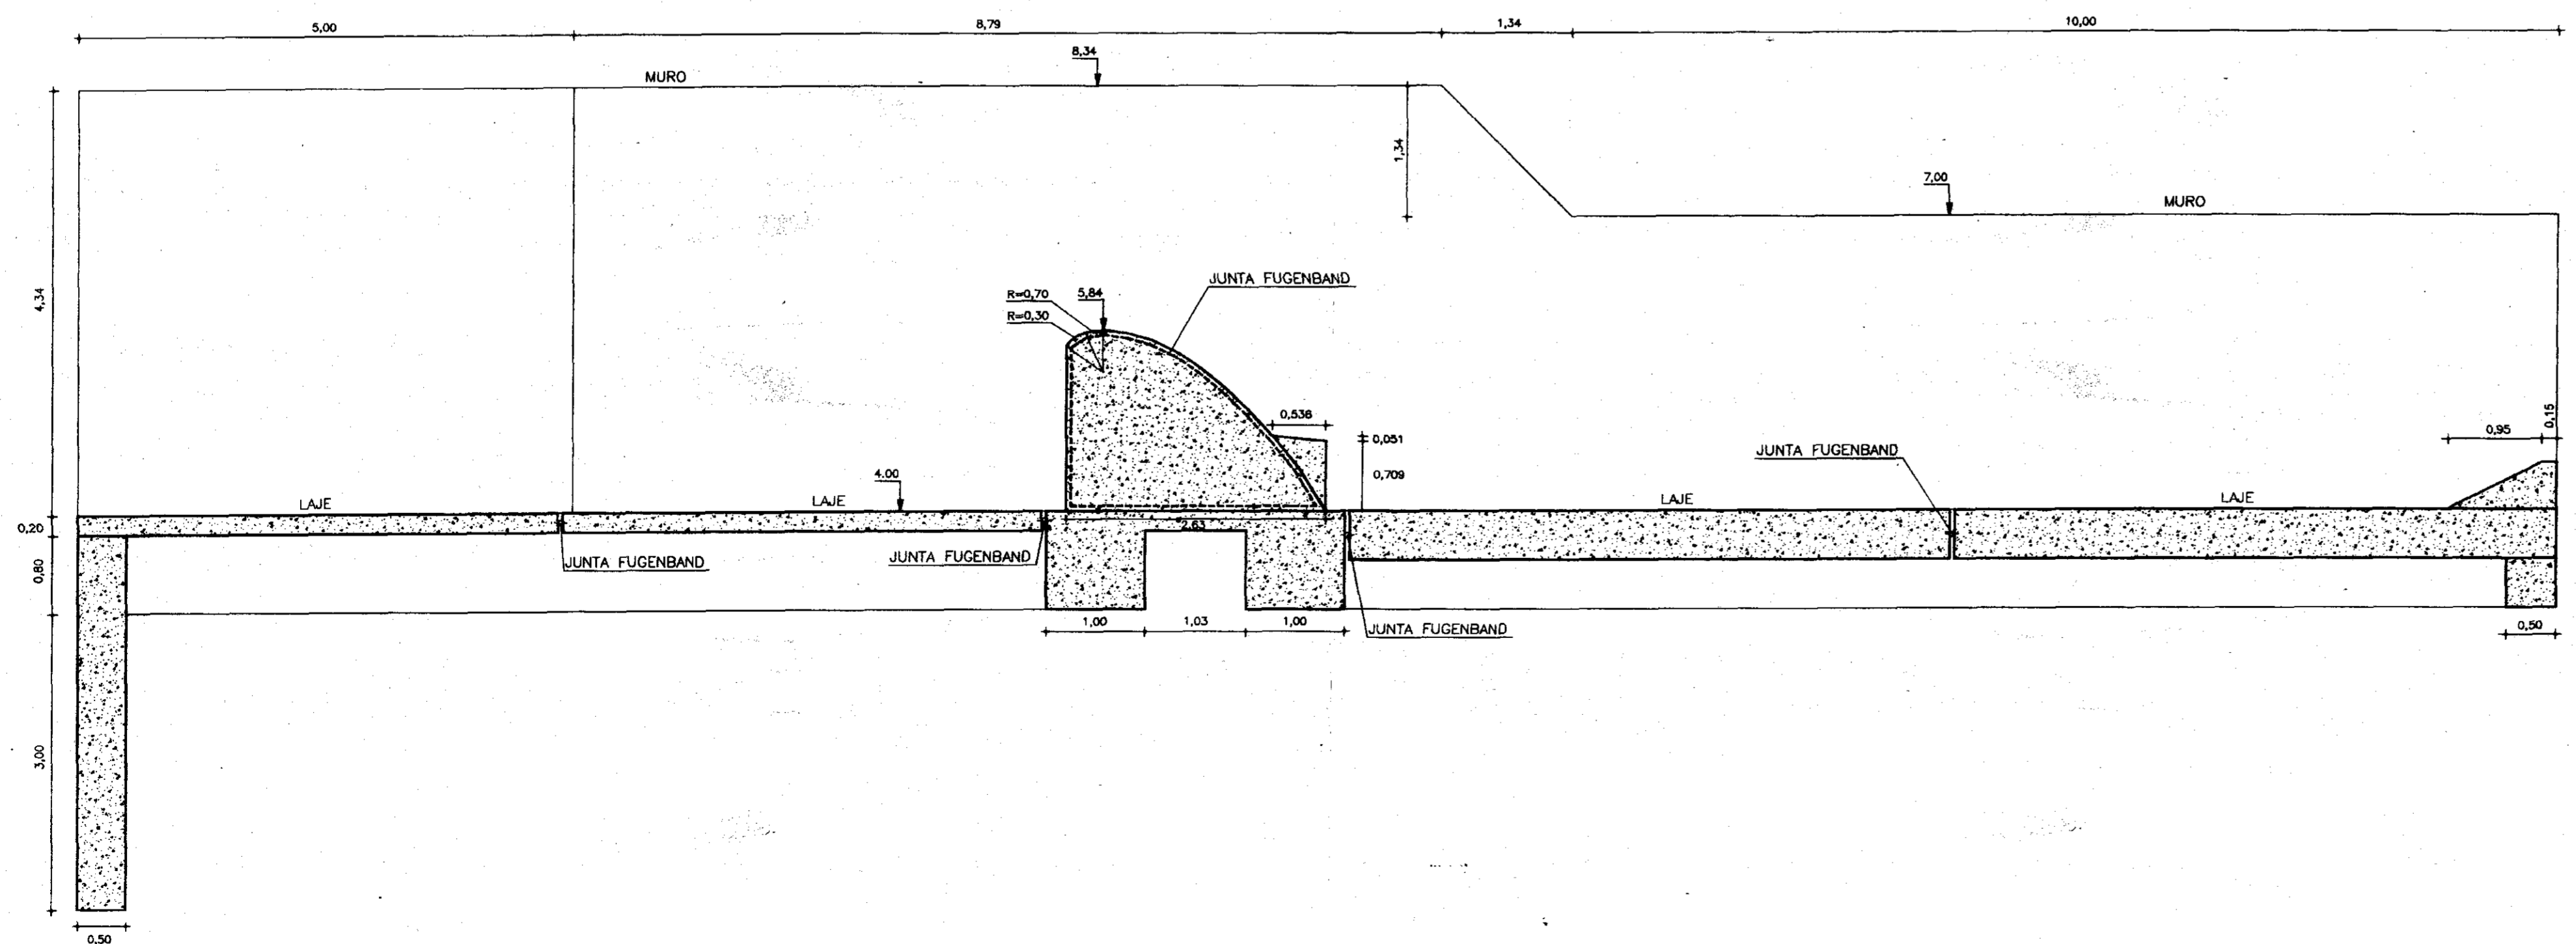 5,00
8,79
1,34
10,00
8,34
MURO
1,34
7,00
MURO
4,34
JUNTA FUGENBAND
R=0,70
5,84
R=0,30
0,536
0,051
0,709
JUNTA FUGENBAND
0,95
0,15
4.00
LAJE
LAJE
LAJE
LAJE
0,20
2,63
JUNTA FUGENBAND
JUNTA FUGENBAND
0,80
1,00
1,03
1,00
JUNTA FUGENBAND
0,50
3,00
0,50